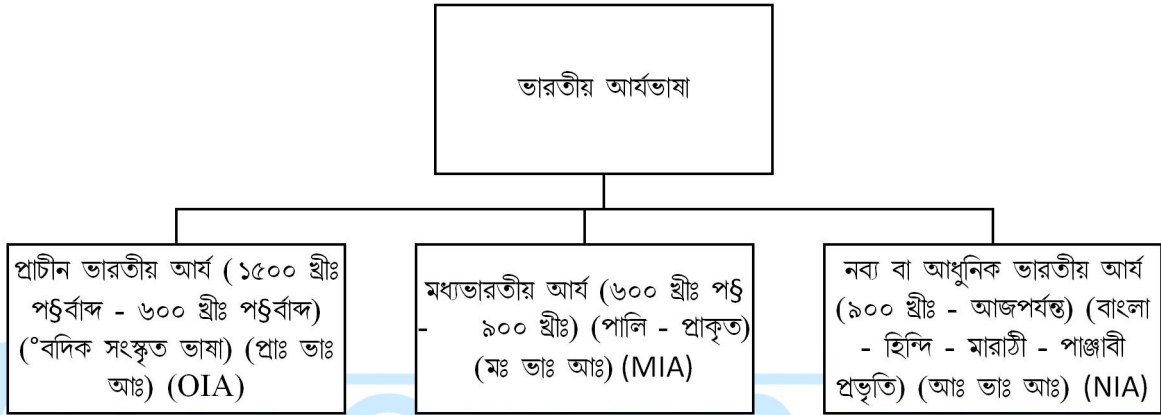 ভারতীয় আর্যভাষা
প্রাচীন ভারতীয় আর্য (১৫০০ খ্রীঃ
প§র্বাব্দ - ৬০০ খ্রীঃ প§র্বাব্দ)
(°বদিক সংস্কৃত ভাষা) (প্রাঃ ভাঃ
আঃ) (OIA)
মধ্যভারতীয় আর্য (৬০০ খ্রীঃ প§
- ৯০০ খ্রীঃ) (পালি - প্রাকৃত)
(মঃ ভাঃ আঃ) (MIA)
নব্য বা আধুনিক ভারতীয় আর্য
(৯০০ খ্রীঃ - আজপর্যন্ত) (বাংলা
- হিন্দি - মারাঠী - পাঞ্জাবী
প্রভৃতি) (আঃ ভাঃ আঃ) (NIA)